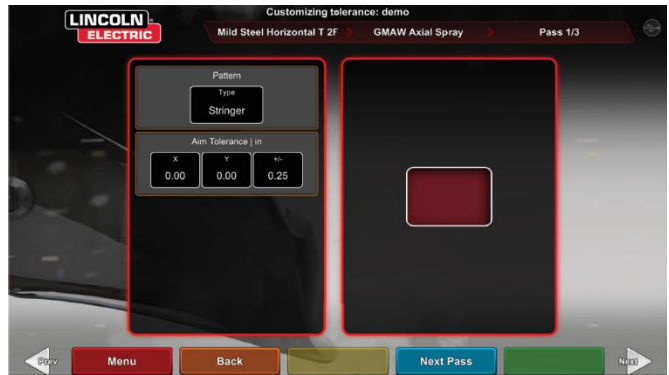 Customizing tolerance: demo
LINCOLN
ELECTRIC
Mild Steel Horizontal T 2F GMAW Axial Spray Pass 1/3
Pattern
Type
Stringer
Aim Tolerance | in
X Y +/-
0.00 0.00 0.25
Prev Menu Back Next Pass Next